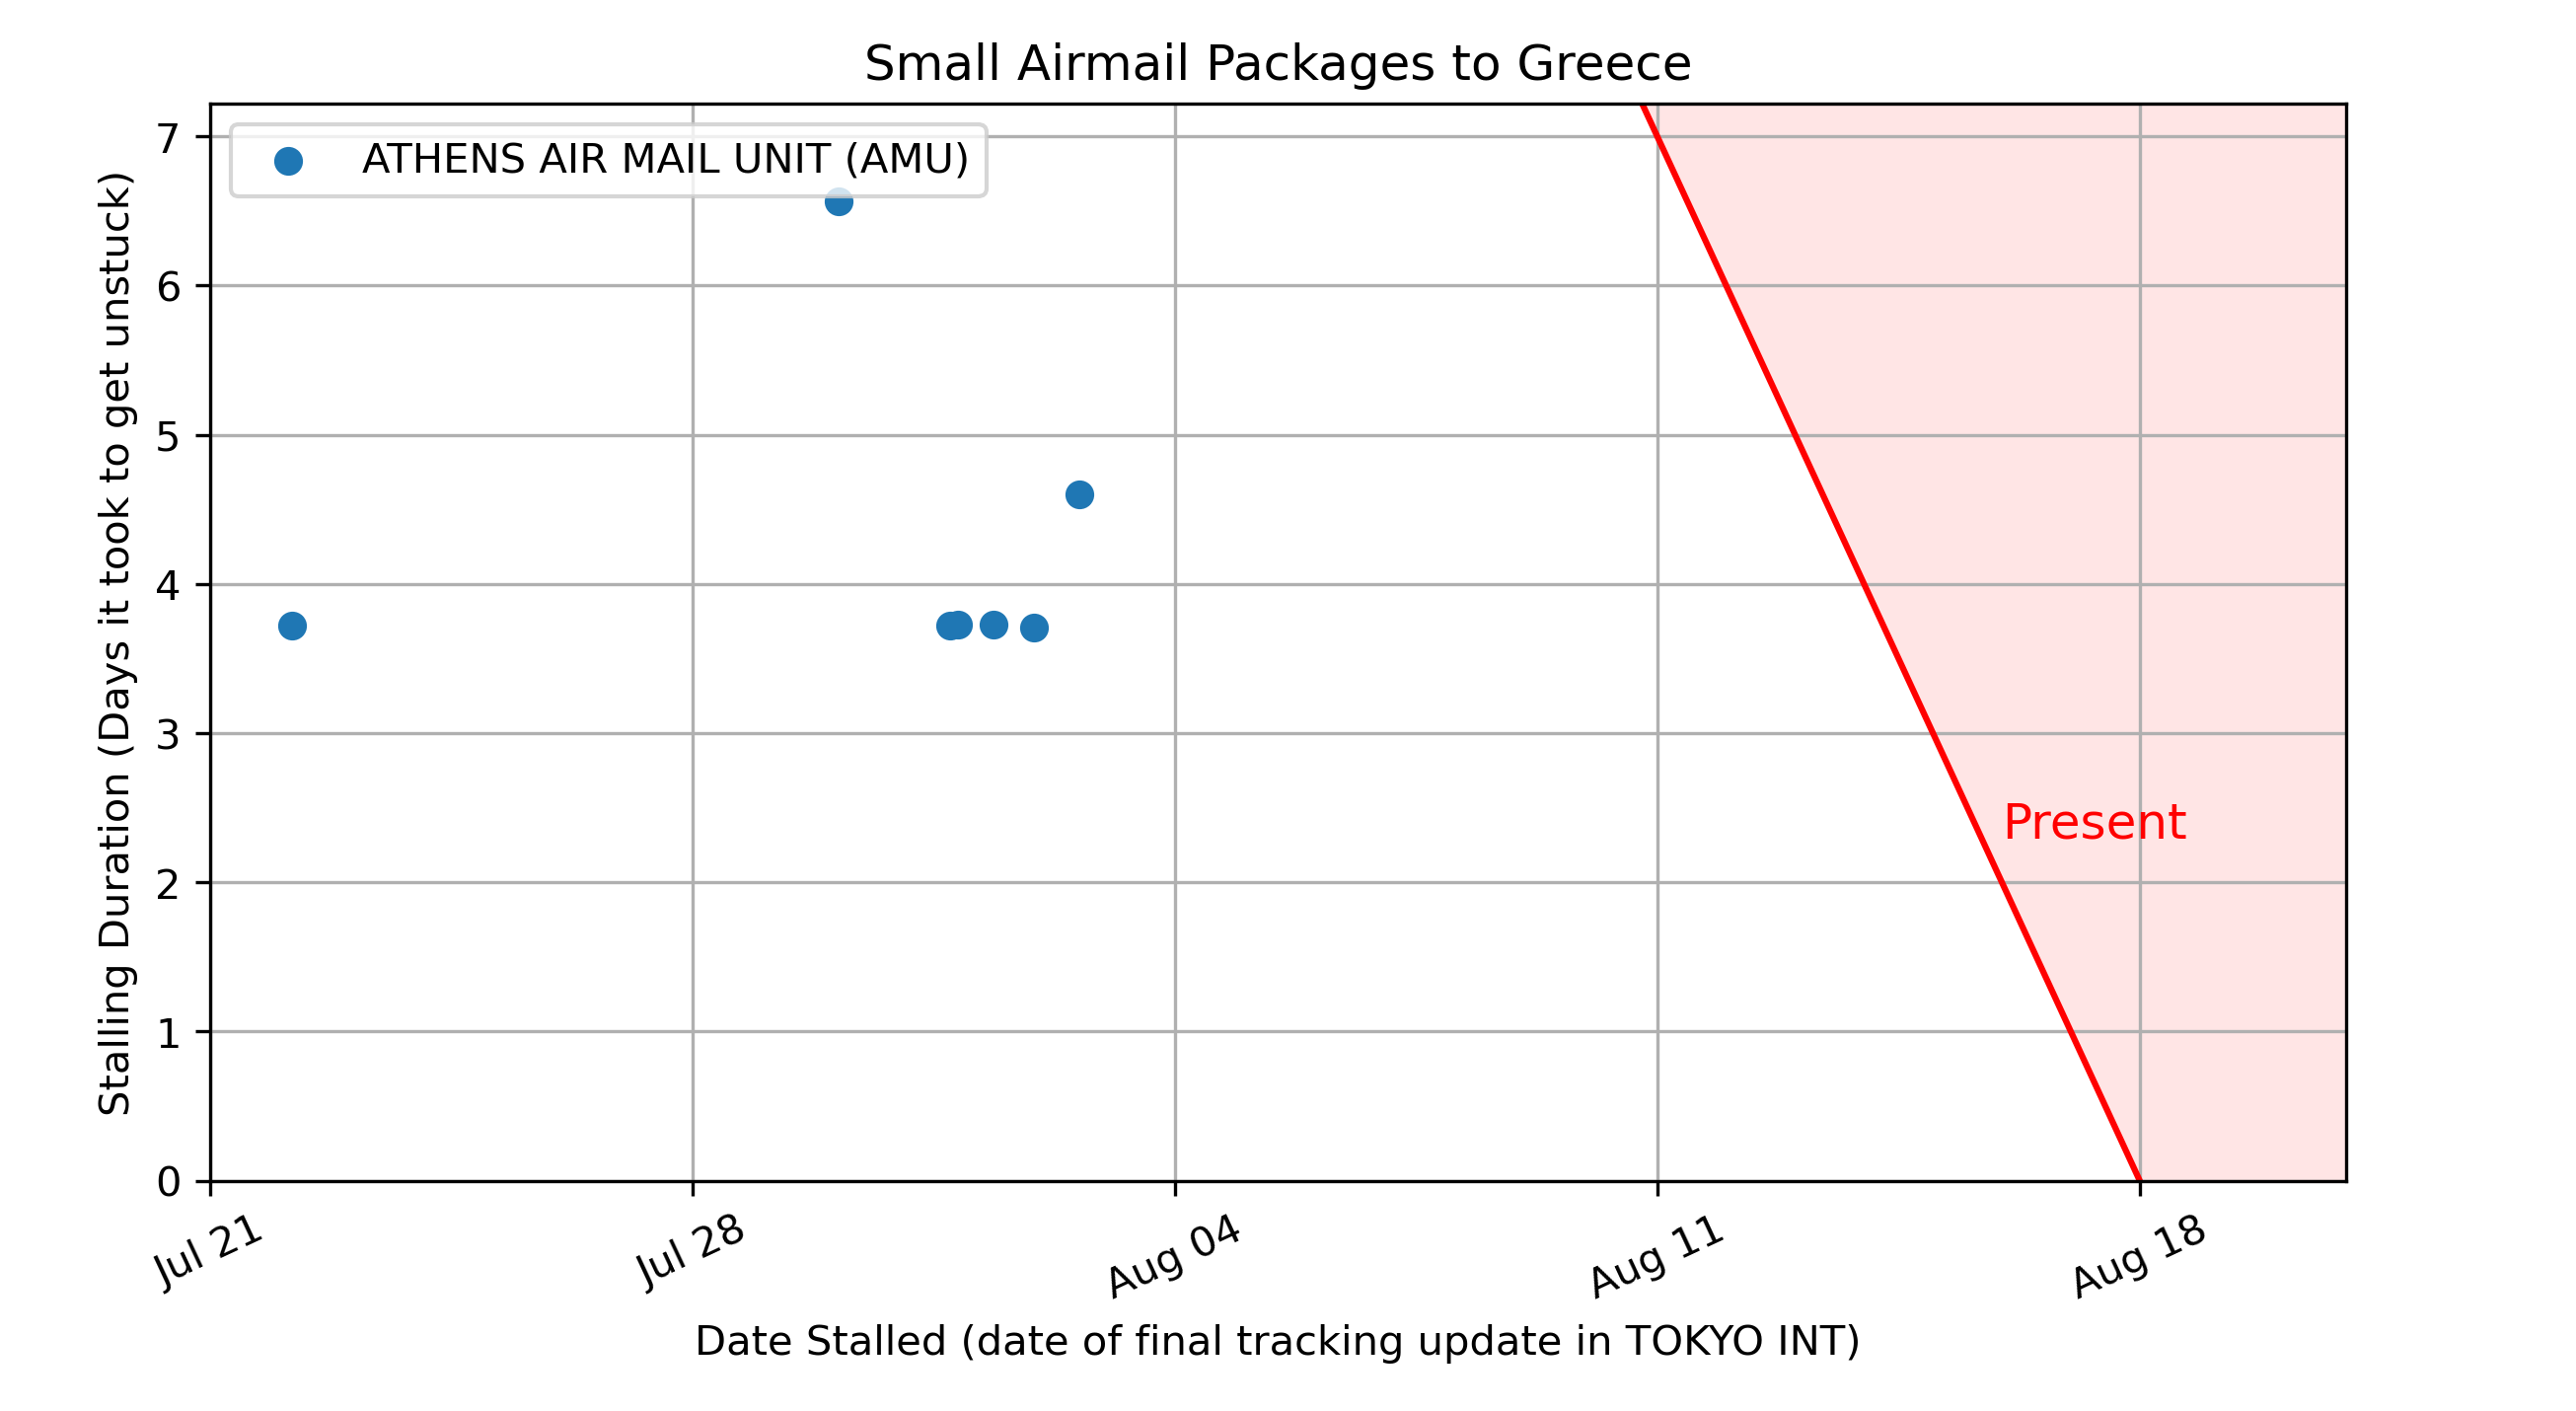 Small Airmail Packages to Greece
ATHENS AIR MAIL UNIT (AMU)
Stalling Duration (Days it took to get unstuck)
7
6
5
4
3
2
1
0
Present
Jul 21
Jul 28
Aug 04
Aug 11
Aug 18
Date Stalled (date of final tracking update in TOKYO INT)